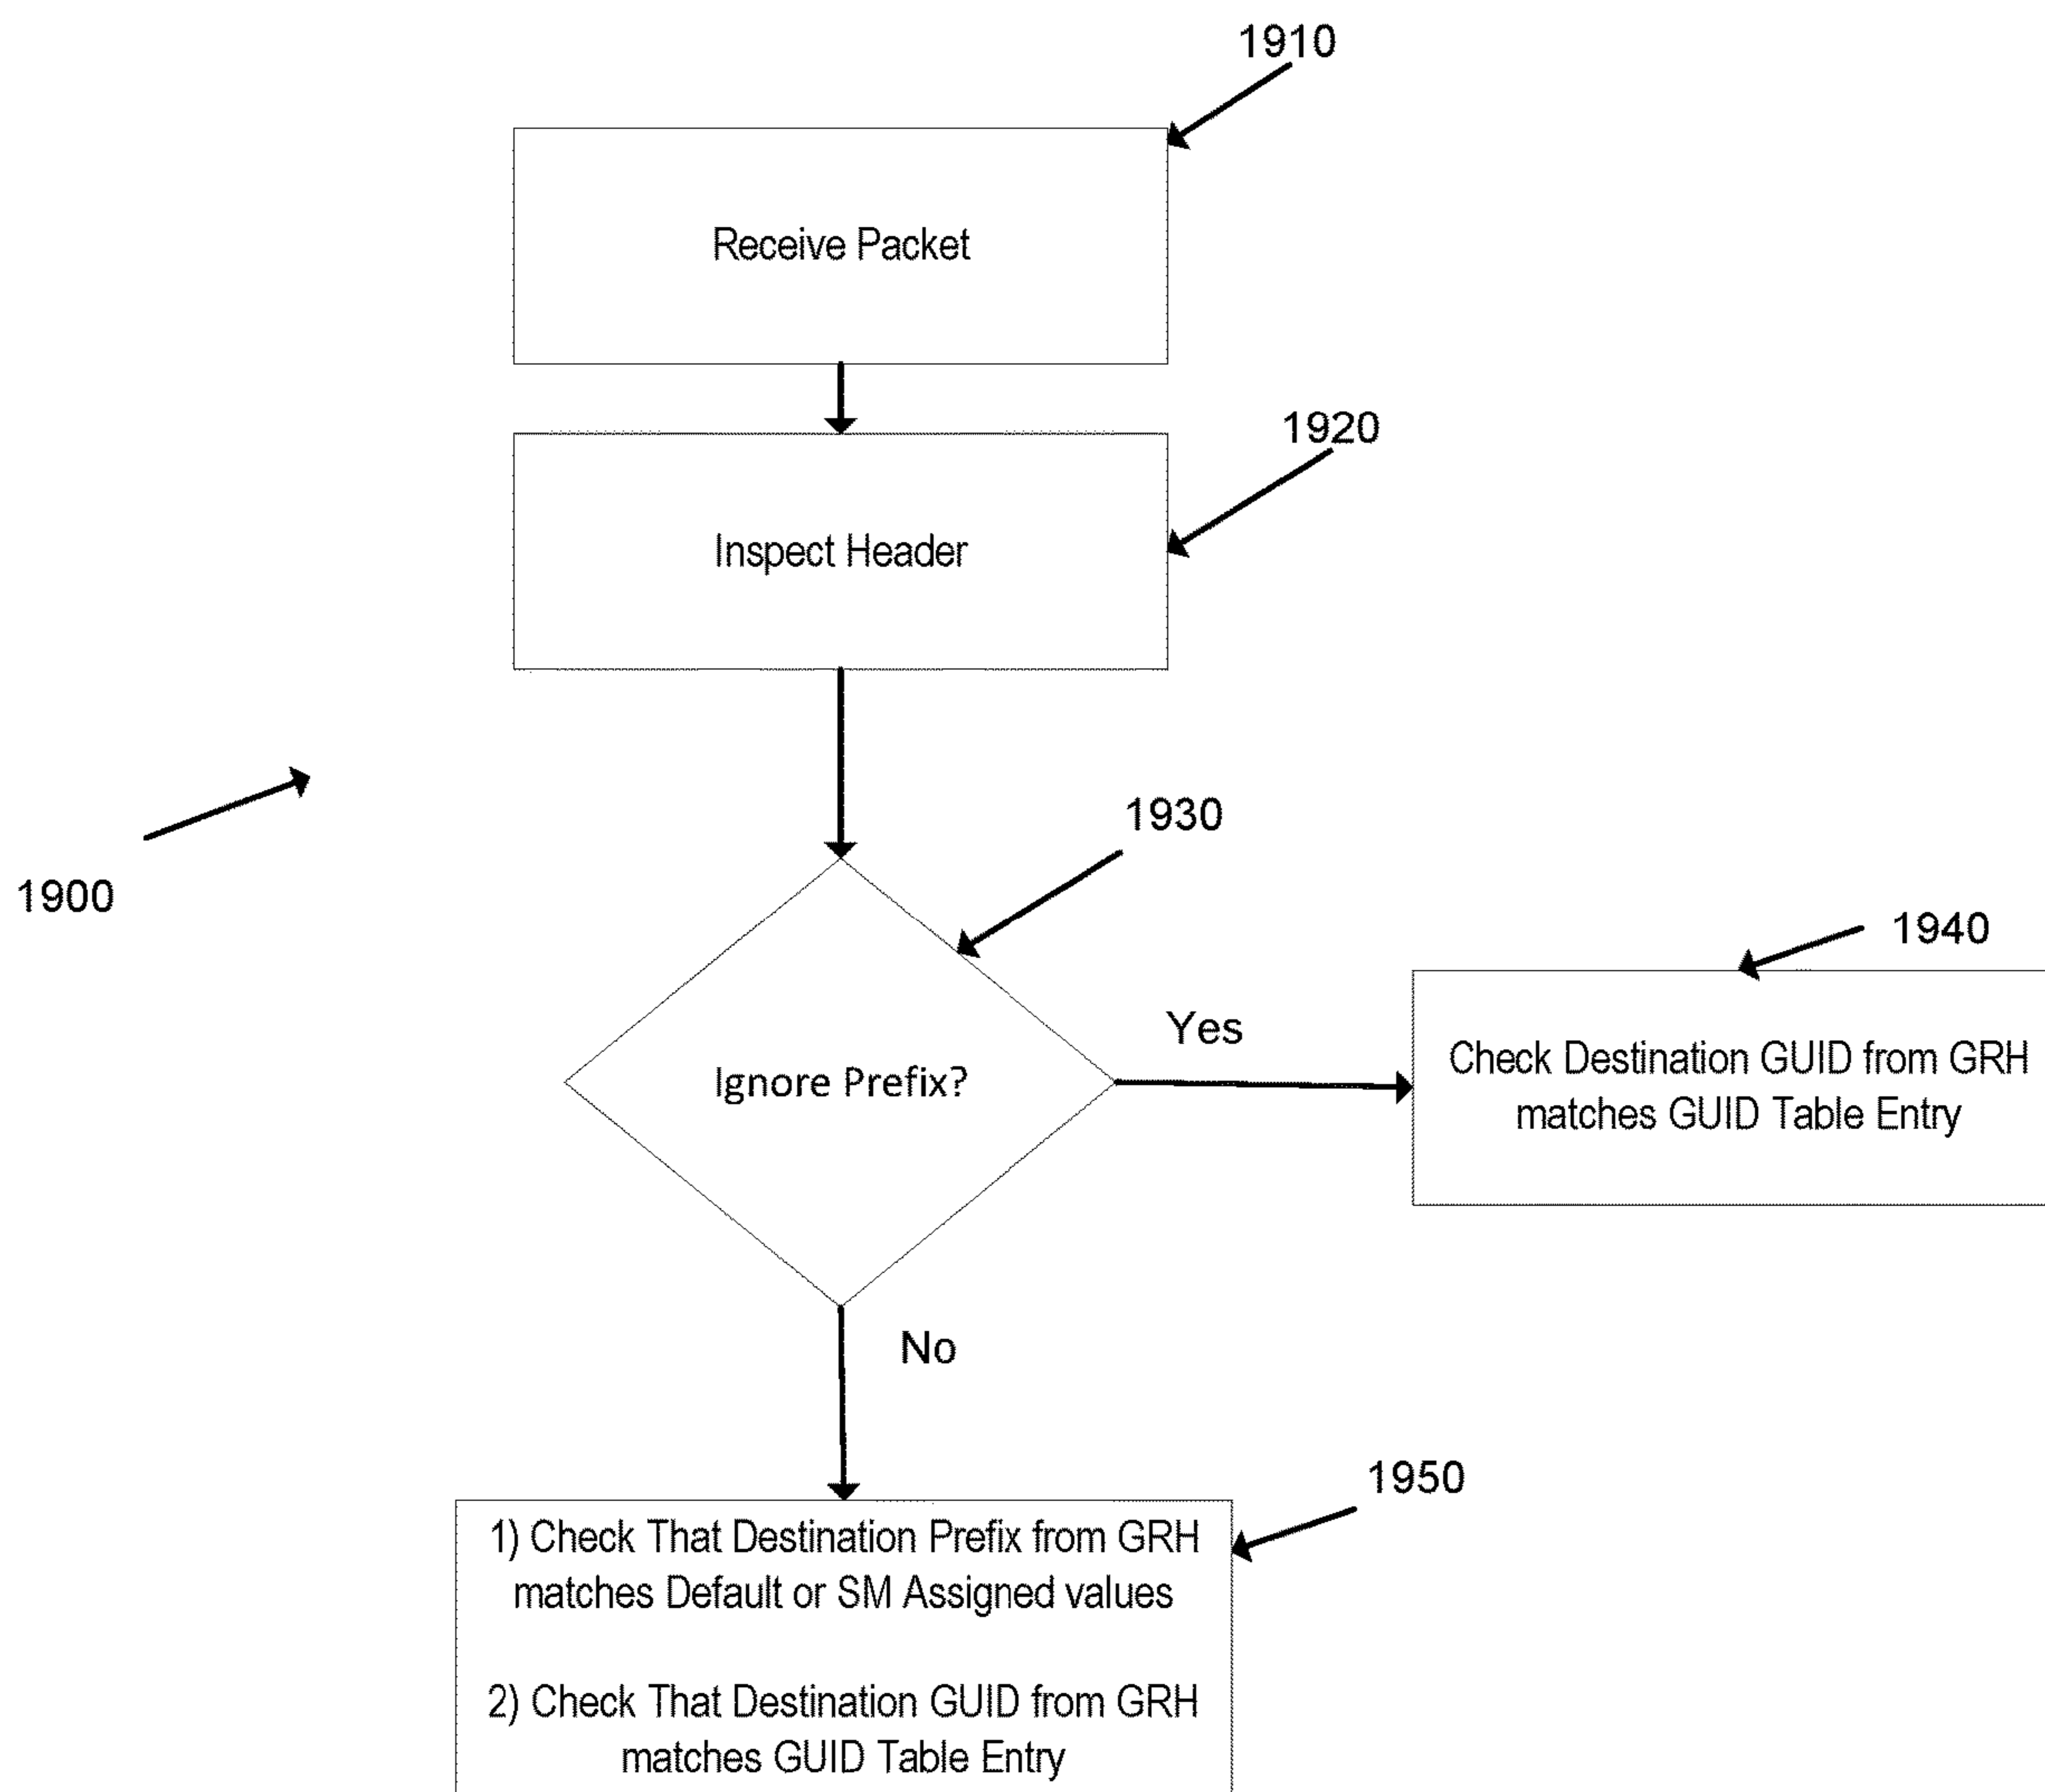 1910
Receive Packet
1920
Inspect Header
1900
1930
Ignore Prefix?
Yes
1940
Check Destination GUID from GRH
matches GUID Table Entry
No
1950
1) Check That Destination Prefix from GRH
matches Default or SM Assigned values
2) Check That Destination GUID from GRH
matches GUID Table Entry